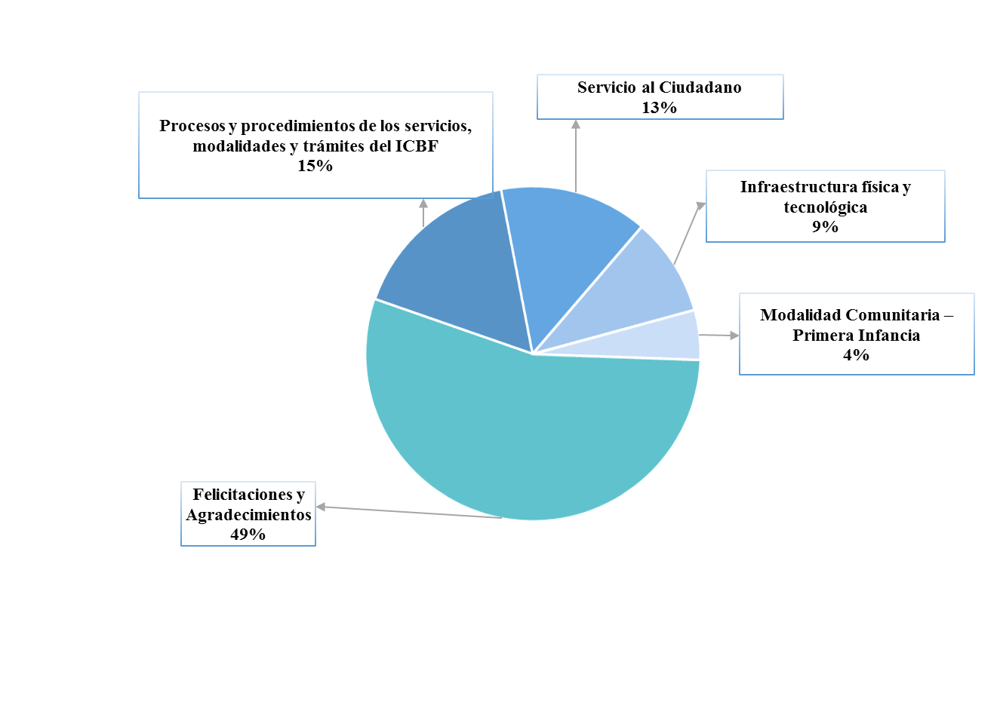 Servicio al Ciudadano
13%
Procesos y procedimientos de los servicios,
modalidades y trámites del ICBF
15%
Infraestructura física y
tecnológica
9%
Modalidad Comunitaria –
Primera Infancia
4%
Felicitaciones y
Agradecimientos
49%